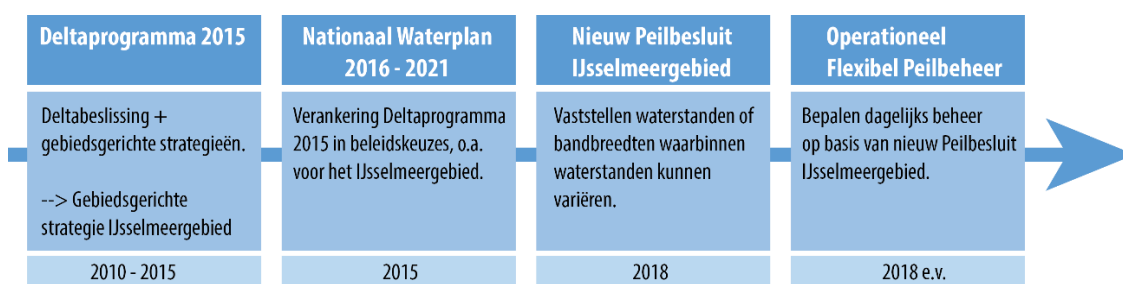 Deltaprogramma 2015
Deltabeslissing +
gebiedsgerichte strategieën.
--> Gebiedsgerichte
strategie IJsselmeergebied
2010 - 2015
Nationaal Waterplan
2016 - 2021
Verankering Deltaprogramma
2015 in beleidskeuzes, o.a.
voor het IJsselmeergebied.
2015
Nieuw Peilbesluit
IJsselmeergebied
Vaststellen waterstanden of
bandbreedten waarbinnen
waterstanden kunnen
variëren.
2018
Operationeel
Flexibel Peilbeheer
Bepalen dagelijks beheer
op basis van nieuw Peilbesluit
IJsselmeergebied.
2018 e.v.